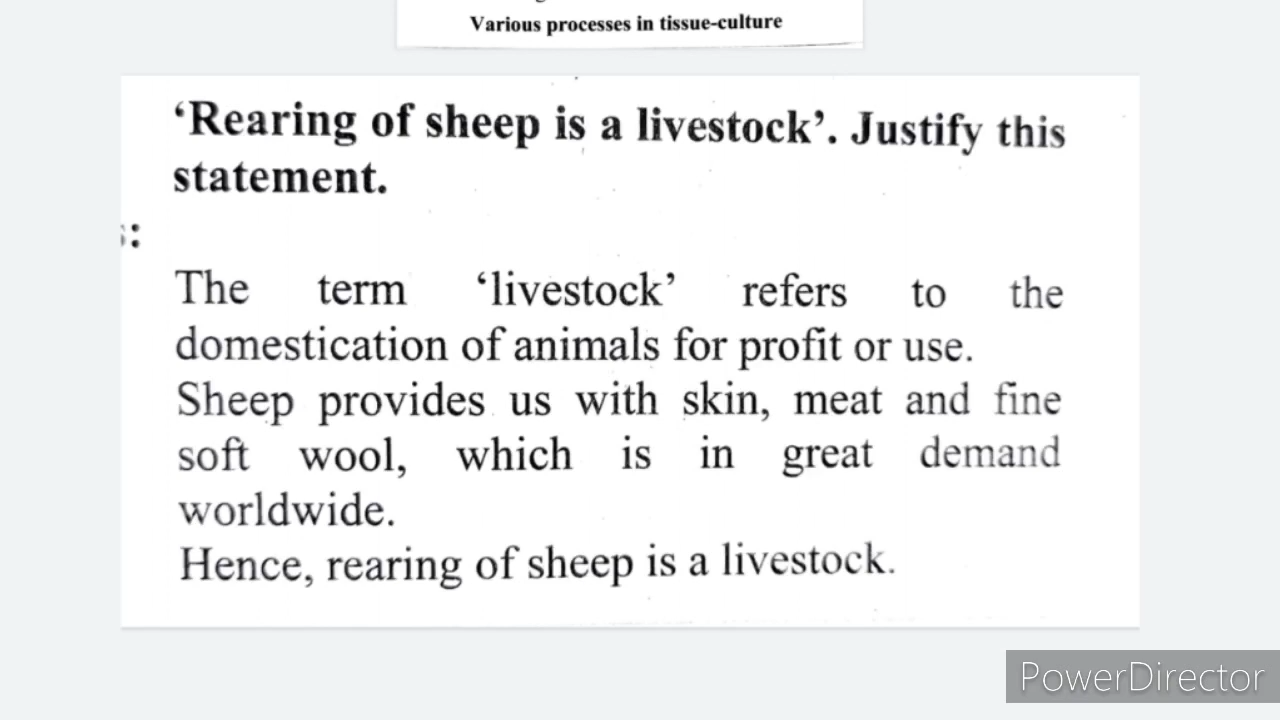 Various processes in tissue-culture
‘Rearing of sheep is a livestock’. Justify this
statement.
:
The term ‘livestock’ refers to the
domestication of animals for profit or use.
Sheep provides us with skin, meat and fine
soft wool, which is in great demand
worldwide.
Hence, rearing of sheep is a livestock.
PowerDirector